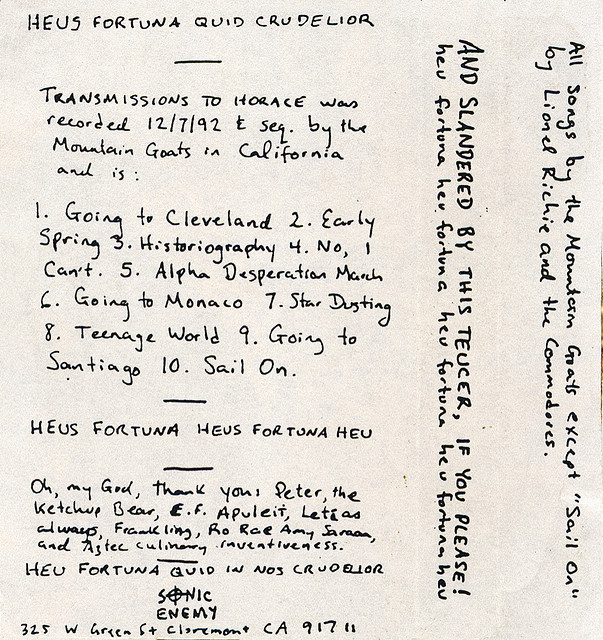 HEUS FORTUNA QUID CRUDELIOR
TRANSMISSIONS TO HORACE was
recorded 12/7/92 & seq. by the
Mountain Goats in California
and is:
1. Going to Cleveland 2. Early
Spring 3. Historiography 4. No, I
Can't. 5. Alpha Desperation March
6. Going to Monaco 7. Star Dusting
8. Teenage World 9. Going to
Santiago 10. Sail On.
HEUS FORTUNA HEUS FORTUNA HEU
Oh, my God, thank you: Peter, the
Ketchup Bear, E.F. Apuleit, as
always, Frankling, Ro Rae Amy
and Aztec culinary inventiveness.
HEU FORTUNA QUID IN NOS CRUDELIOR
SONIC
ENEMY
325 W Green St Claremont CA 91711
AND SLANDERED BY THIS TEUCER, IF YOU PLEASE!
heu fortuna heu fortuna heu fortuna heu fortuna heu
All songs by the Mountain Goats except "Sail On"
by Lionel Richie and the Commodores.